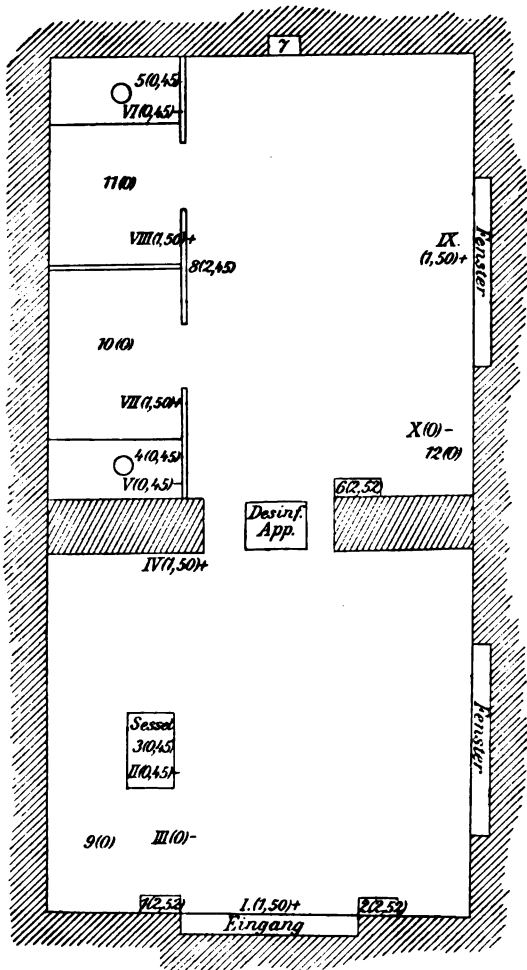 7
5(0,45)
VI(0,45)-
11(0)
VIII(1,50)+
8(2,45)
IX.
(1,50)+
Fenster
10(0)
VII(1,50)+
X(0)-
12(0)
4(0,45)
V(0,45)-
6(2,52)
Desinf.
App.
IV(1,50)+
Sessel
3(0,45)
II(0,45)-
Fenster
9(0)
III(0)-
1(2,52)
I.(1,50)+
2(2,52)
Eingang